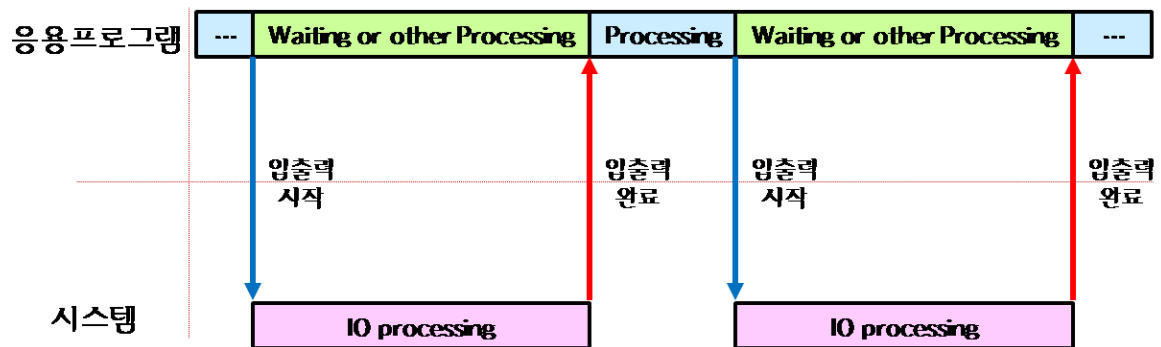 응용프로그램 --- Waiting or other Processing Processing Waiting or other Processing ---
입출력 입출력 입출력 입출력
시작 완료 시작 완료
시스템 IO processing IO processing